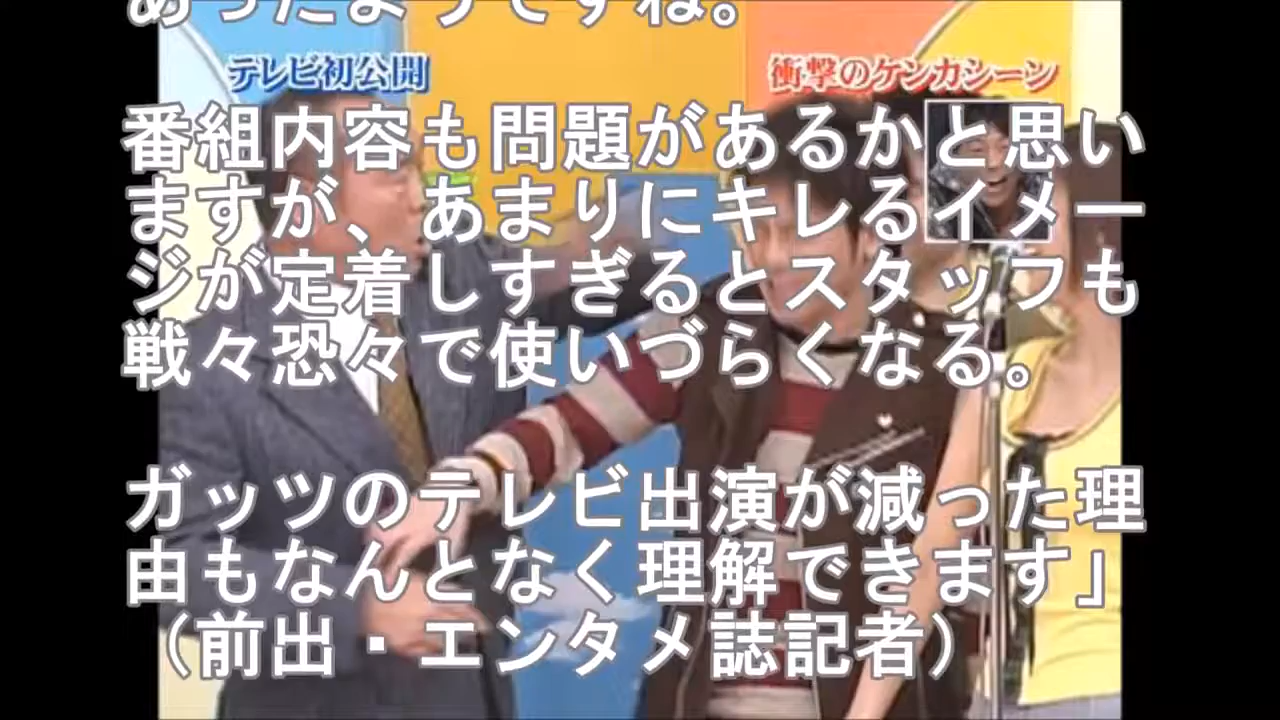 あったようですね。
テレビ初公開
衝撃のケンカシーン
番組内容も問題があるかと思い
ますが、あまりにキレるイメー
ジが定着しすぎるとスタッフも
戦々恐々で使いづらくなる。
ガッツのテレビ出演が減った理
由もなんとなく理解できます」
（前出・エンタメ誌記者）